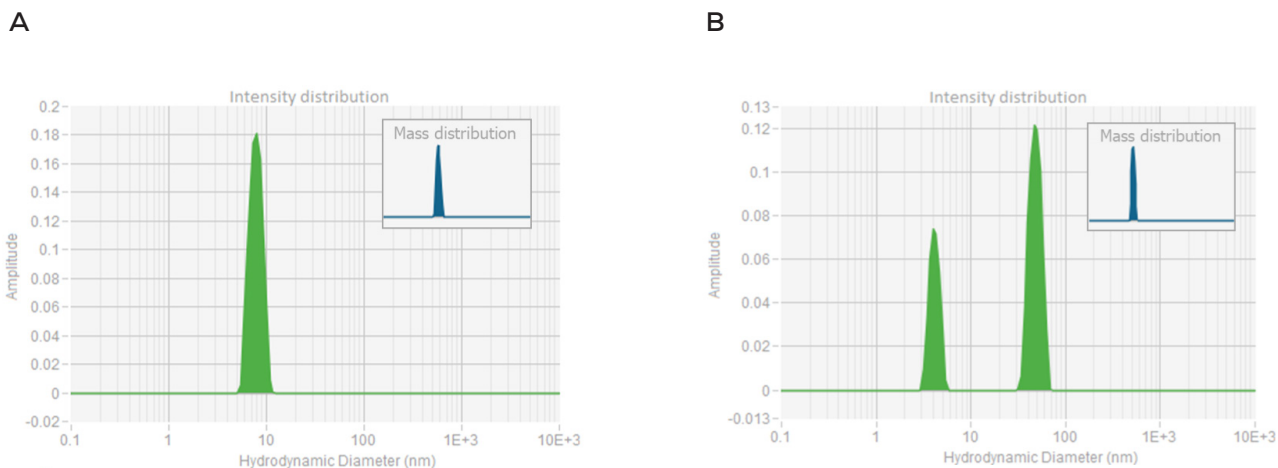 A
Intensity distribution
Mass distribution
Amplitude
0.2
0.18
0.16
0.14
0.12
0.1
0.08
0.06
0.04
0.02
0
-0.02
0.1
1
10
100
1E+3
10E+3
Hydrodynamic Diameter (nm)
B
Intensity distribution
Mass distribution
Amplitude
0.13
0.12
0.1
0.08
0.06
0.04
0.02
0
-0.013
0.1
1
10
100
1E+3
10E+3
Hydrodynamic Diameter (nm)